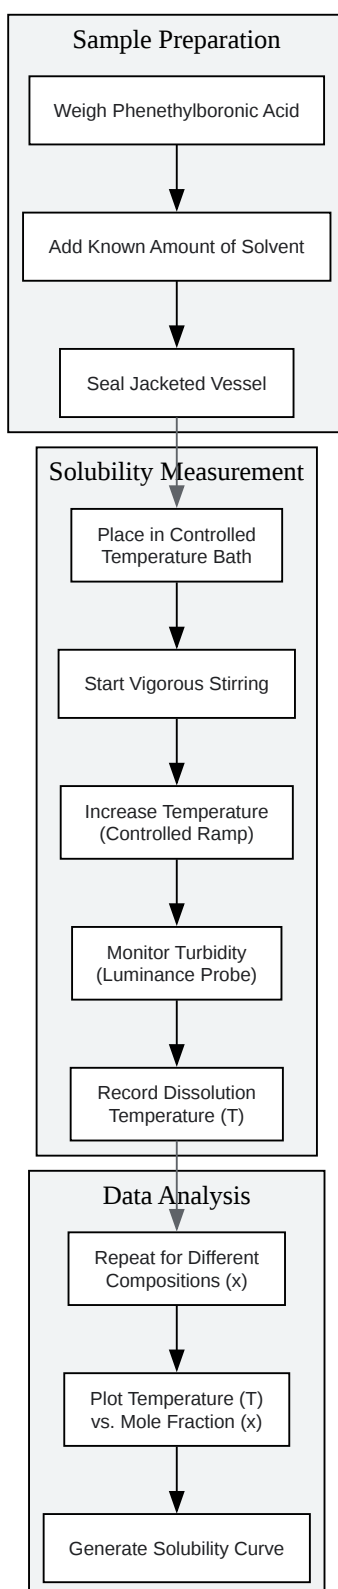 Sample Preparation
Weigh Phenethylboronic Acid
Add Known Amount of Solvent
Seal Jacketed Vessel
Solubility Measurement
Place in Controlled
Temperature Bath
Start Vigorous Stirring
Increase Temperature
(Controlled Ramp)
Monitor Turbidity
(Luminance Probe)
Record Dissolution
Temperature (T)
Data Analysis
Repeat for Different
Compositions (x)
Plot Temperature (T)
vs. Mole Fraction (x)
Generate Solubility Curve